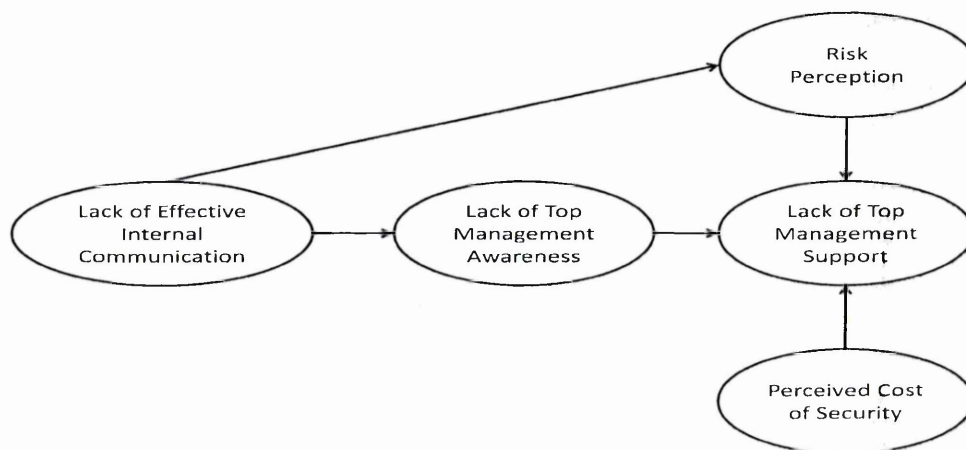 Risk
Perception
Lack of Effective
Internal
Communication
Lack of Top
Management
Awareness
Lack of Top
Management
Support
Perceived Cost
of Security